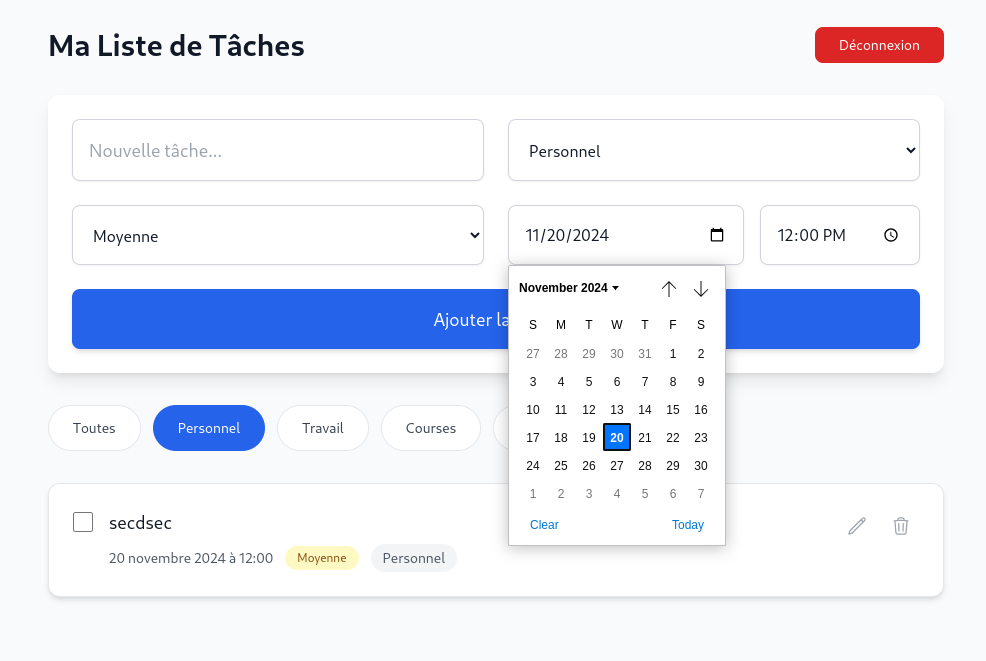 Ma Liste de Tâches
Déconnexion
Nouvelle tâche...
Personnel
Moyenne
11/20/2024
12:00 PM
Ajouter la
November 2024
S M T W T F S
27 28 29 30 31 1 2
3 4 5 6 7 8 9
10 11 12 13 14 15 16
17 18 19 20 21 22 23
24 25 26 27 28 29 30
1 2 3 4 5 6 7
Clear Today
Toutes
Personnel
Travail
Courses
secdsec
20 novembre 2024 à 12:00 Moyenne Personnel